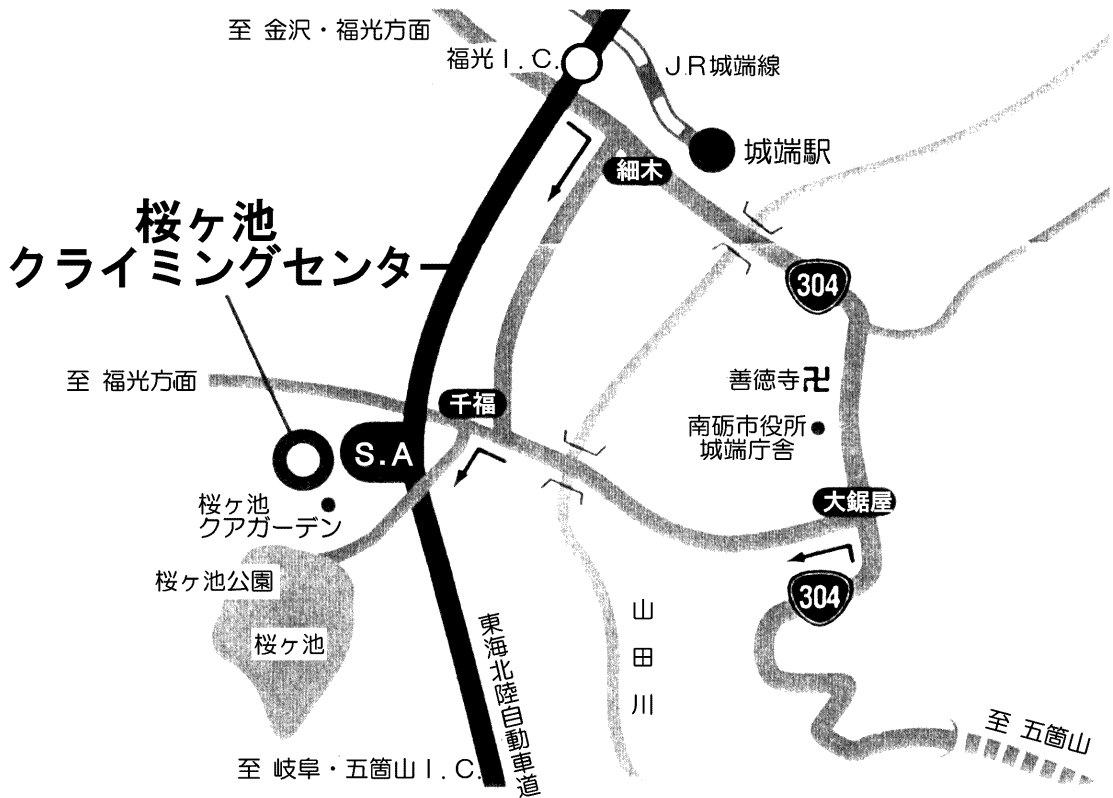 至 金沢・福光方面
福光I.C.
JR城端線
城端駅
細木
桜ヶ池
クライミングセンター
304
至 福光方面
千福
善徳寺卍
南砺市役所
城端庁舎
S.A
大鋸屋
桜ヶ池
クアガーデン
桜ヶ池公園
304
桜ヶ池
山田川
東海北陸自動車道
至 五箇山
至 岐阜・五箇山I.C.